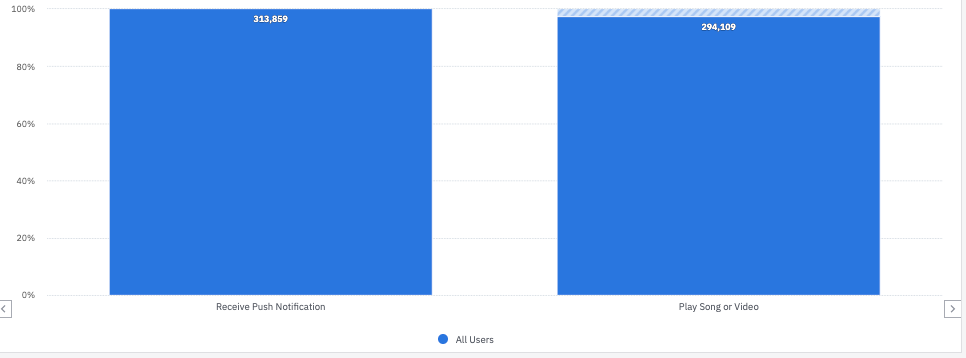 100%
313,859
294,109
80%
60%
40%
20%
0%
Receive Push Notification
Play Song or Video
All Users